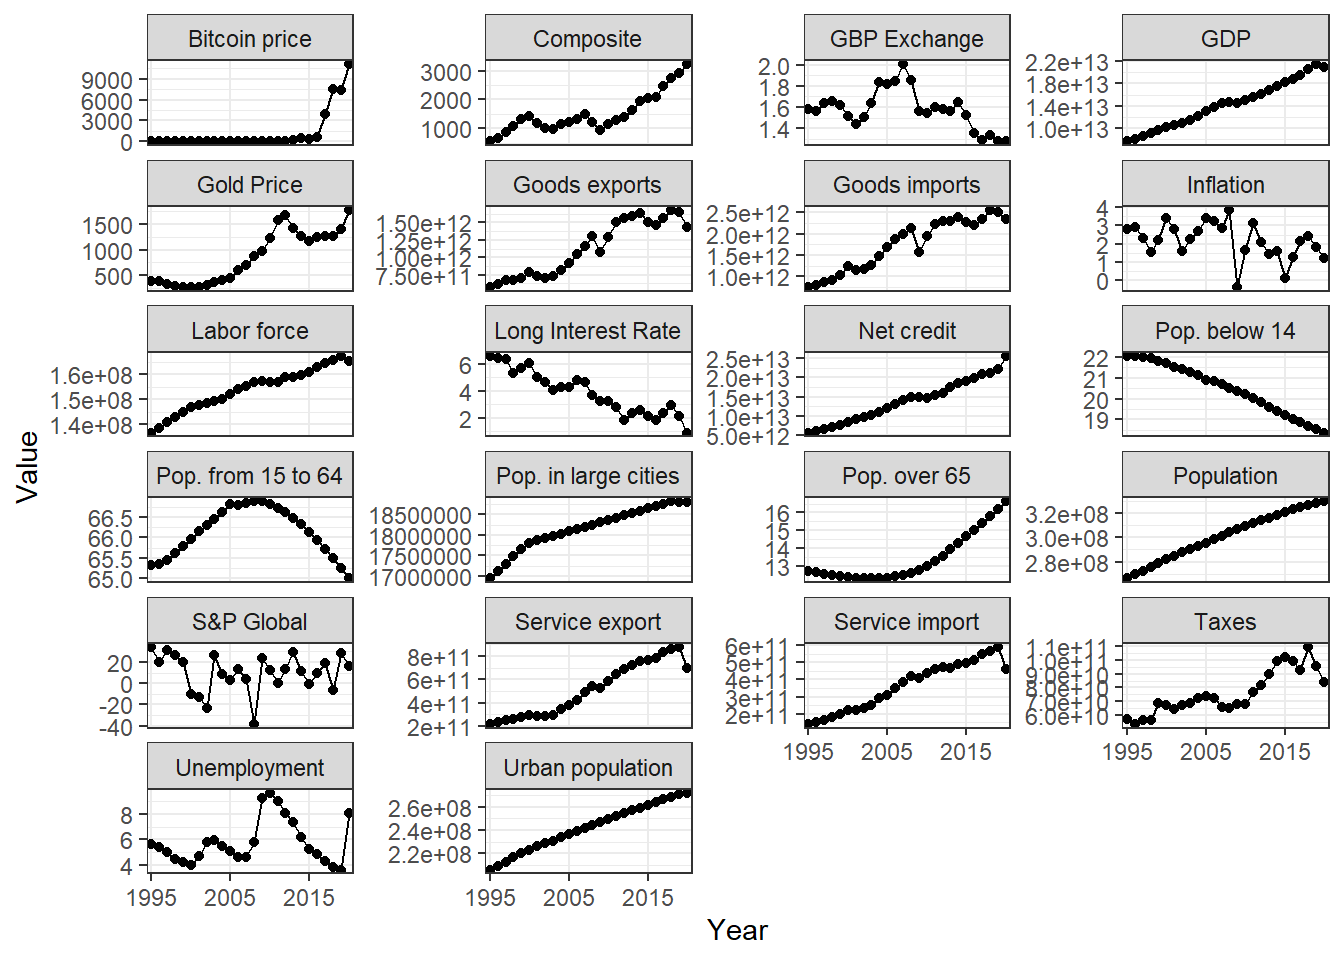 Bitcoin price
9000
6000
3000
0
Composite
3000
2000
1000
GBP Exchange
2.0
1.8
1.6
1.4
GDP
2.2e+13
1.8e+13
1.4e+13
1.0e+13
Gold Price
1500
1000
500
Goods exports
1.50e+12
1.25e+12
1.00e+12
7.50e+11
Goods imports
2.5e+12
2.0e+12
1.5e+12
1.0e+12
Inflation
4
3
2
1
0
Labor force
1.6e+08
1.5e+08
1.4e+08
Long Interest Rate
6
4
2
Net credit
2.5e+13
2.0e+13
1.5e+13
1.0e+13
5.0e+12
Pop. below 14
22
21
20
19
Pop. from 15 to 64
66.5
66.0
65.5
65.0
Pop. in large cities
18500000
18000000
17500000
17000000
Pop. over 65
16
15
14
13
Population
3.2e+08
3.0e+08
2.8e+08
S&P Global
20
0
-20
-40
Service export
8e+11
6e+11
4e+11
2e+11
Service import
6e+11
5e+11
4e+11
3e+11
2e+11
1995 2005 2015
Taxes
1.1e+11
1.0e+11
9.0e+10
8.0e+10
7.0e+10
6.0e+10
1995 2005 2015
Unemployment
8
6
4
1995 2005 2015
Urban population
2.6e+08
2.4e+08
2.2e+08
1995 2005 2015
Value
Year